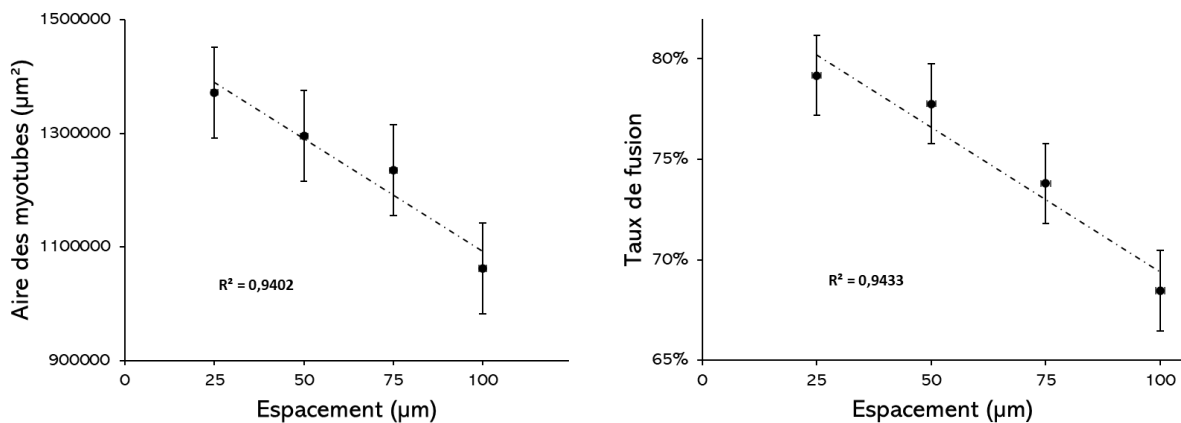 Aire des myotubes (µm²)
1500000
1300000
1100000
900000
R² = 0,9402
0 25 50 75 100
Espacement (µm)
Taux de fusion
80%
75%
70%
65%
R² = 0,9433
0 25 50 75 100
Espacement (µm)